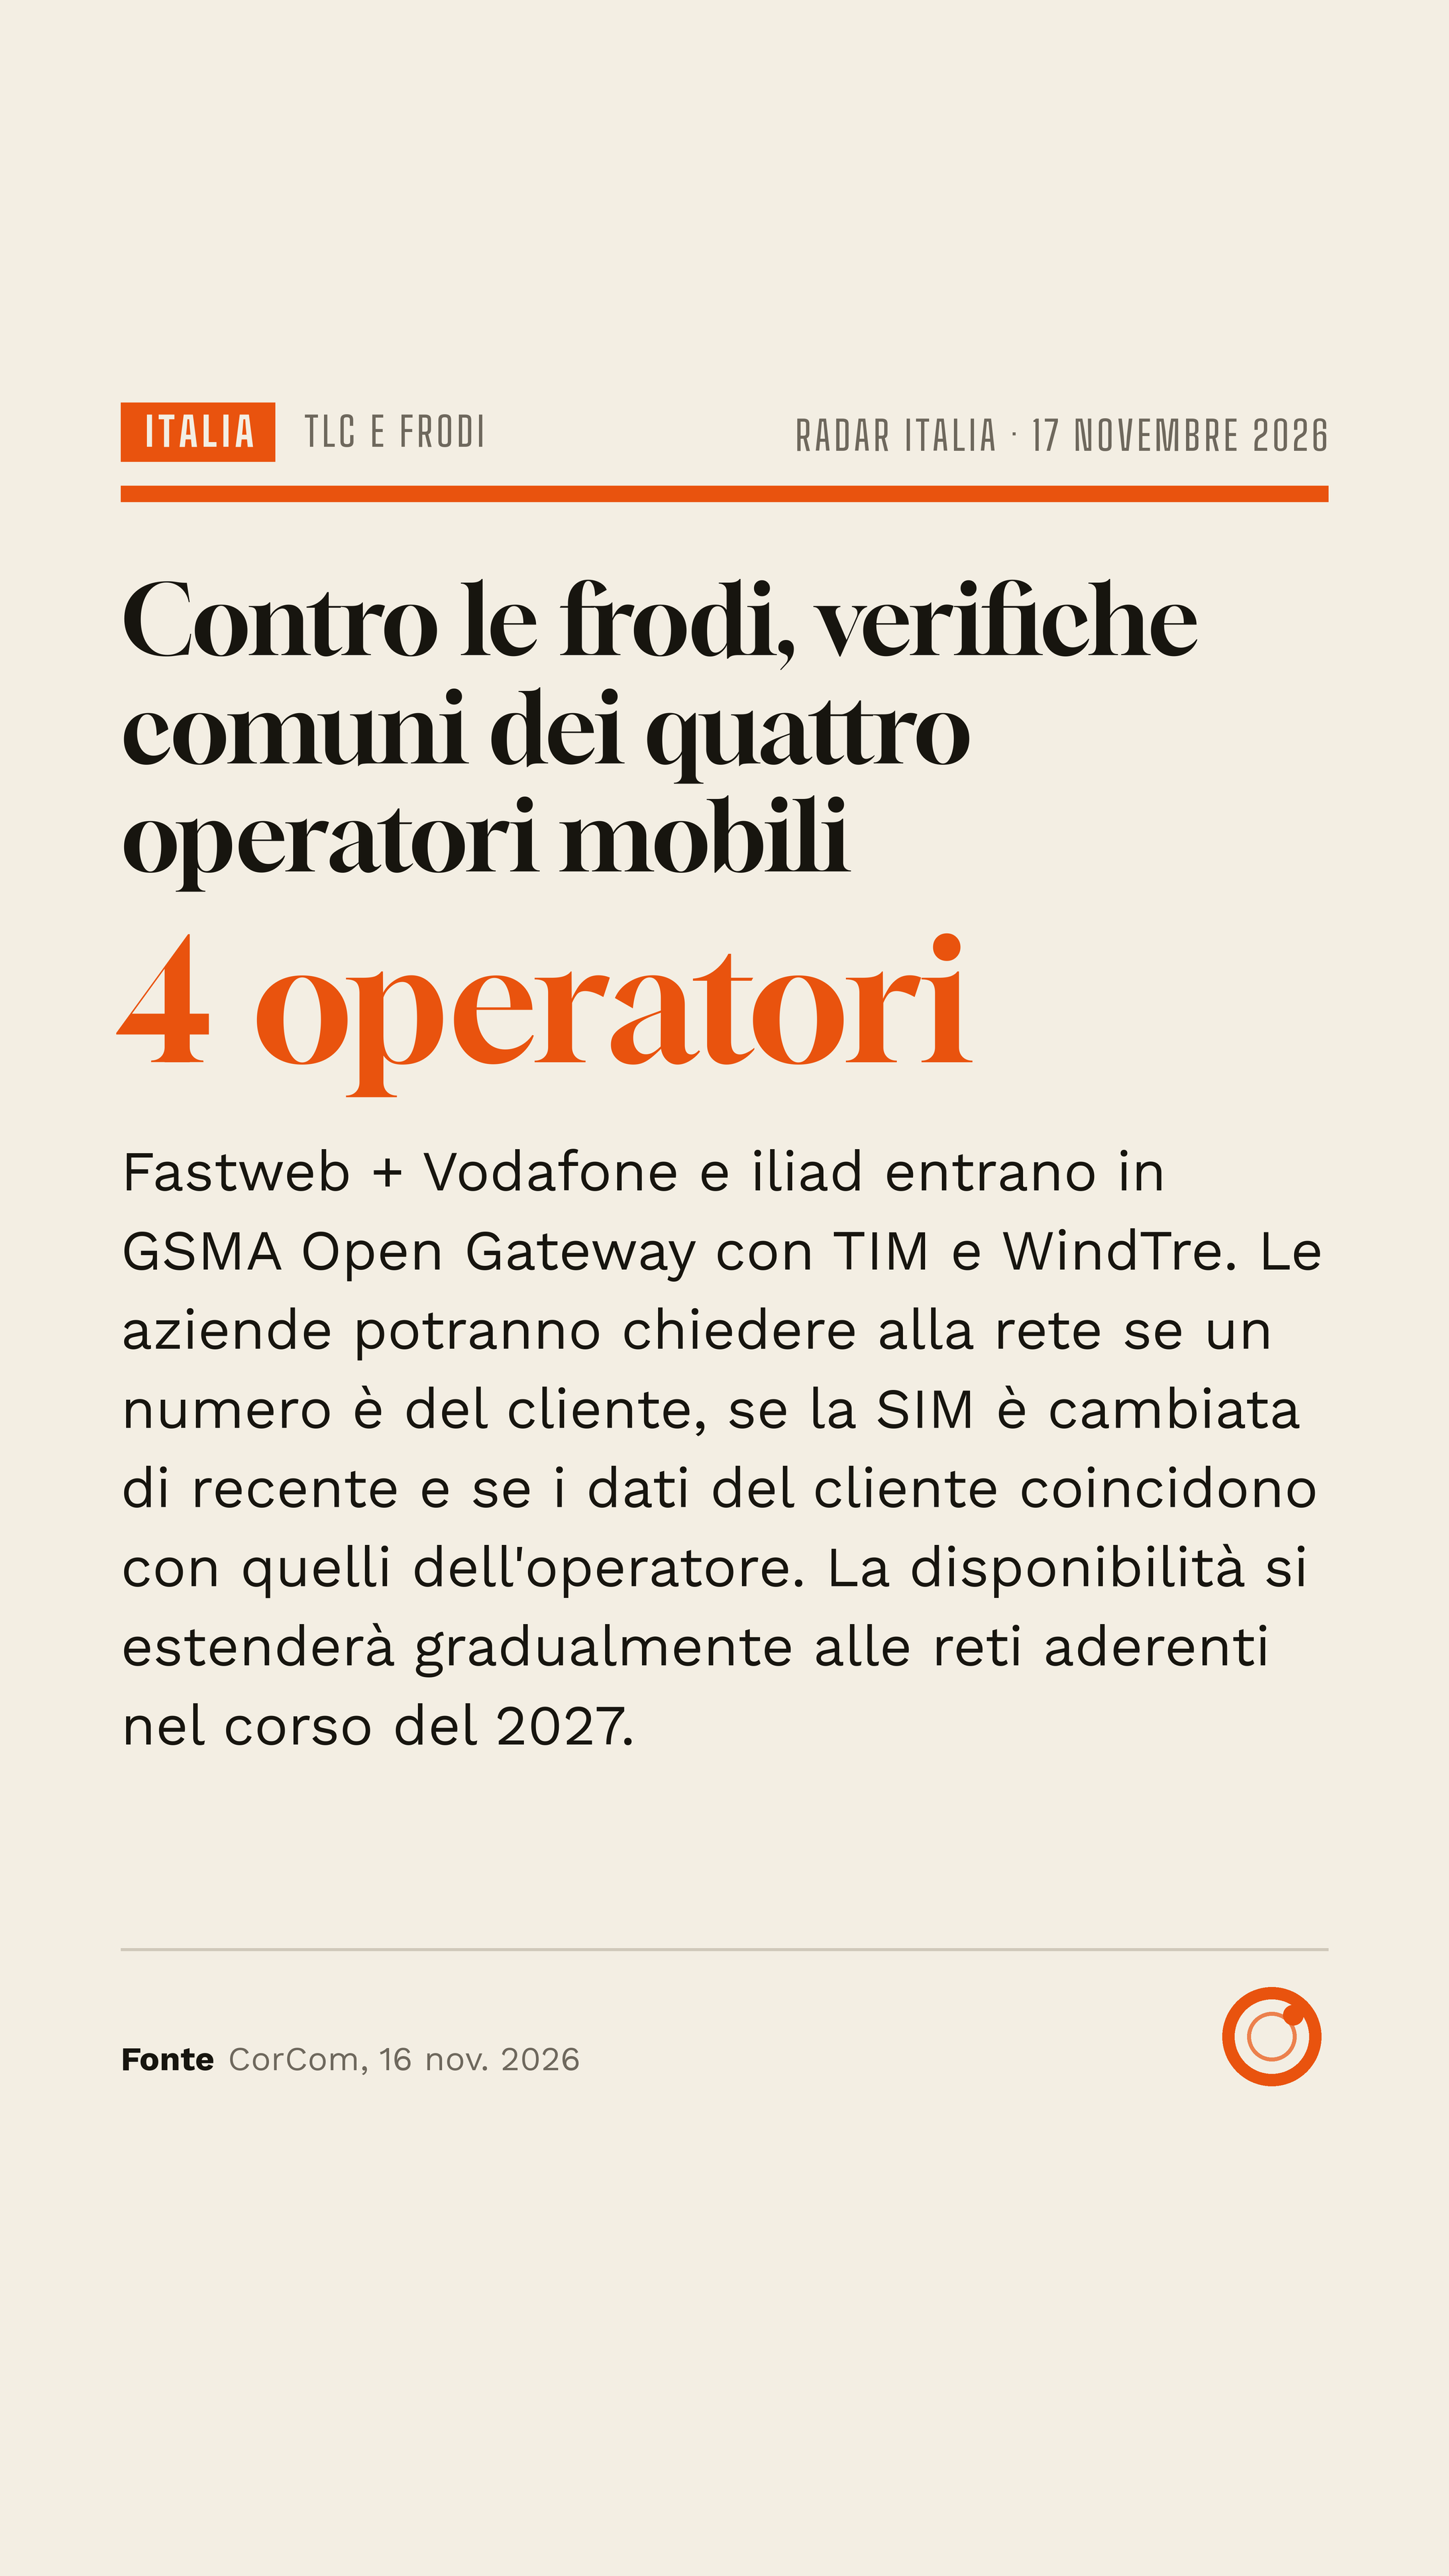 ITALIA TLC E FRODI RADAR ITALIA · 17 NOVEMBRE 2026
Contro le frodi, verifiche
comuni dei quattro
operatori mobili
4 operatori
Fastweb + Vodafone e iliad entrano in
GSMA Open Gateway con TIM e WindTre. Le
aziende potranno chiedere alla rete se un
numero è del cliente, se la SIM è cambiata
di recente e se i dati del cliente coincidono
con quelli dell'operatore. La disponibilità si
estenderà gradualmente alle reti aderenti
nel corso del 2027.
Fonte CorCom, 16 nov. 2026